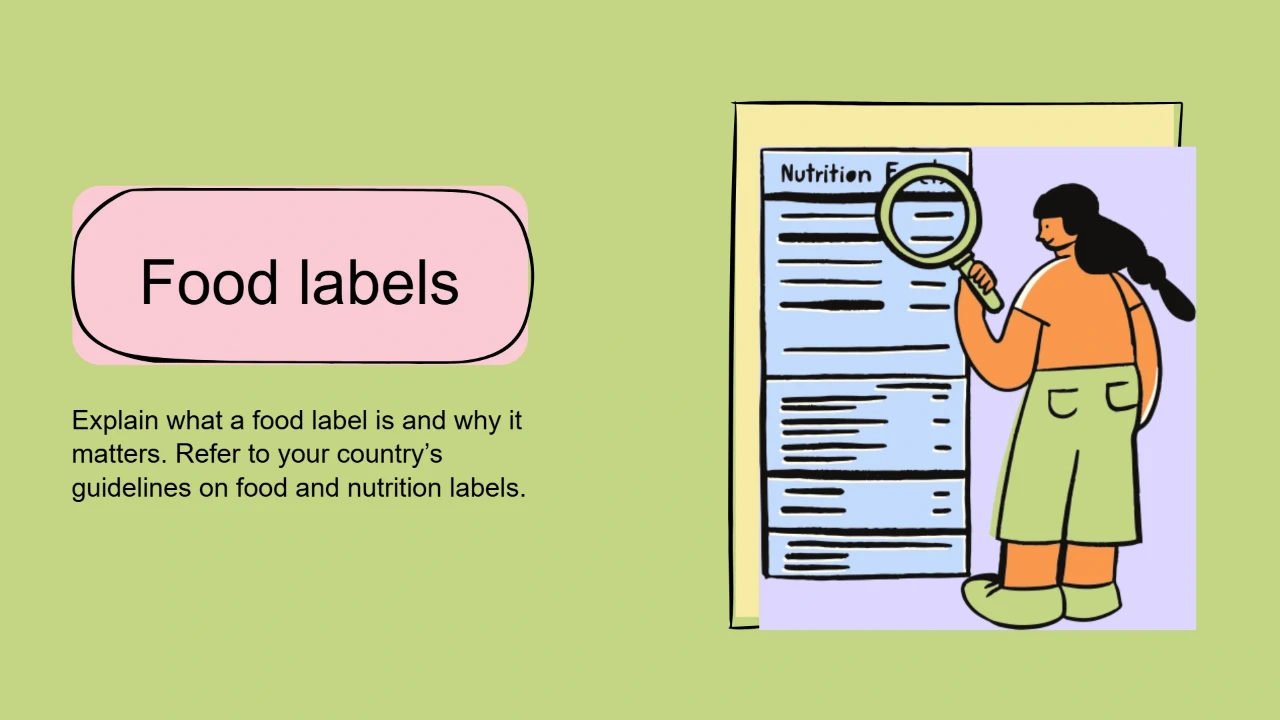 Food labels
Explain what a food label is and why it
matters. Refer to your country’s
guidelines on food and nutrition labels.
Nutrition